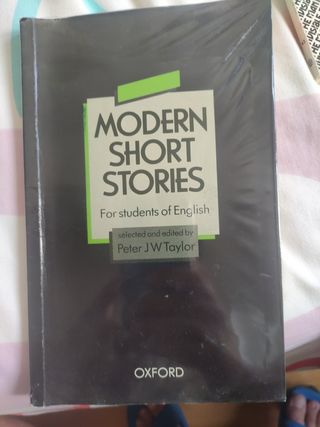 MODERN
SHORT
STORIES
For students of English
selected and edited by
Peter J W Taylor
OXFORD